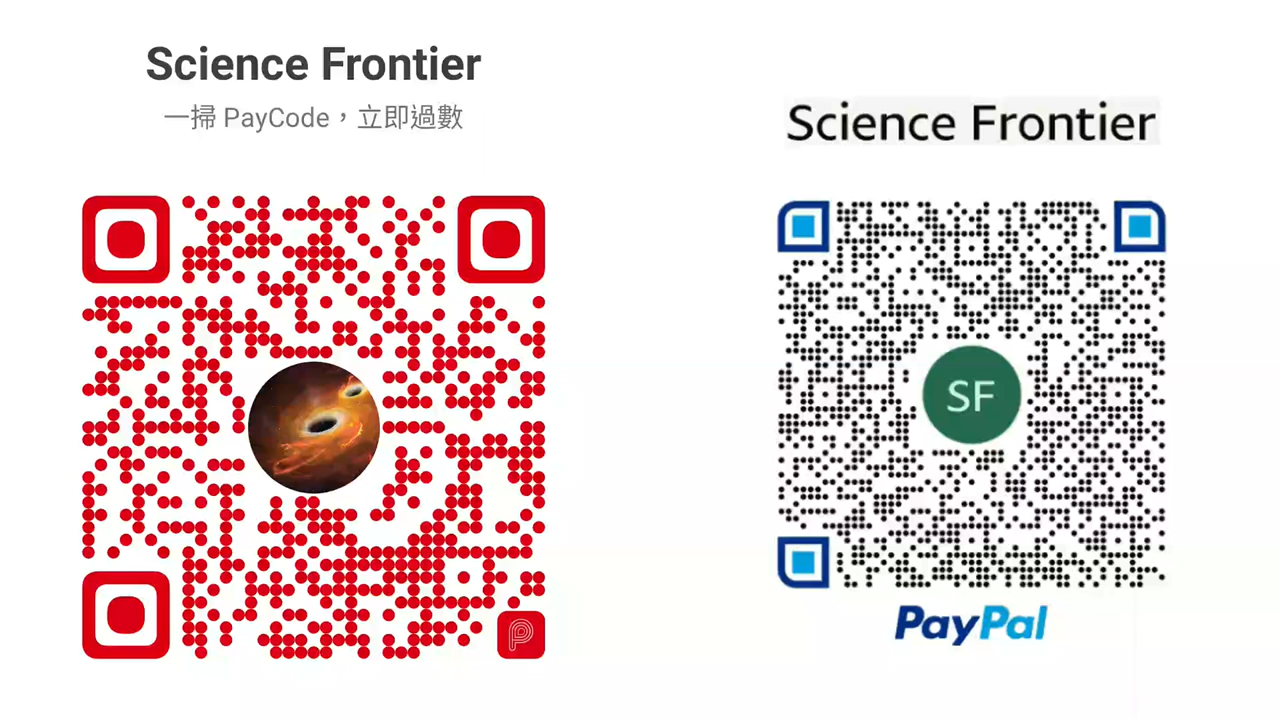 Science Frontier
一掃 PayCode，立即過數
Science Frontier
SF
PayPal